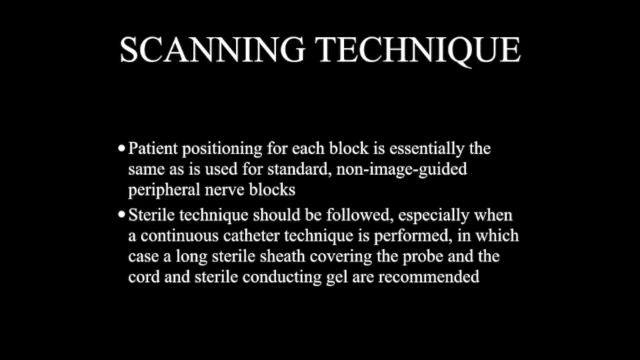 SCANNING TECHNIQUE
•Patient positioning for each block is essentially the
same as is used for standard, non-image-guided
peripheral nerve blocks
•Sterile technique should be followed, especially when
a continuous catheter technique is performed, in which
case a long sterile sheath covering the probe and the
cord and sterile conducting gel are recommended